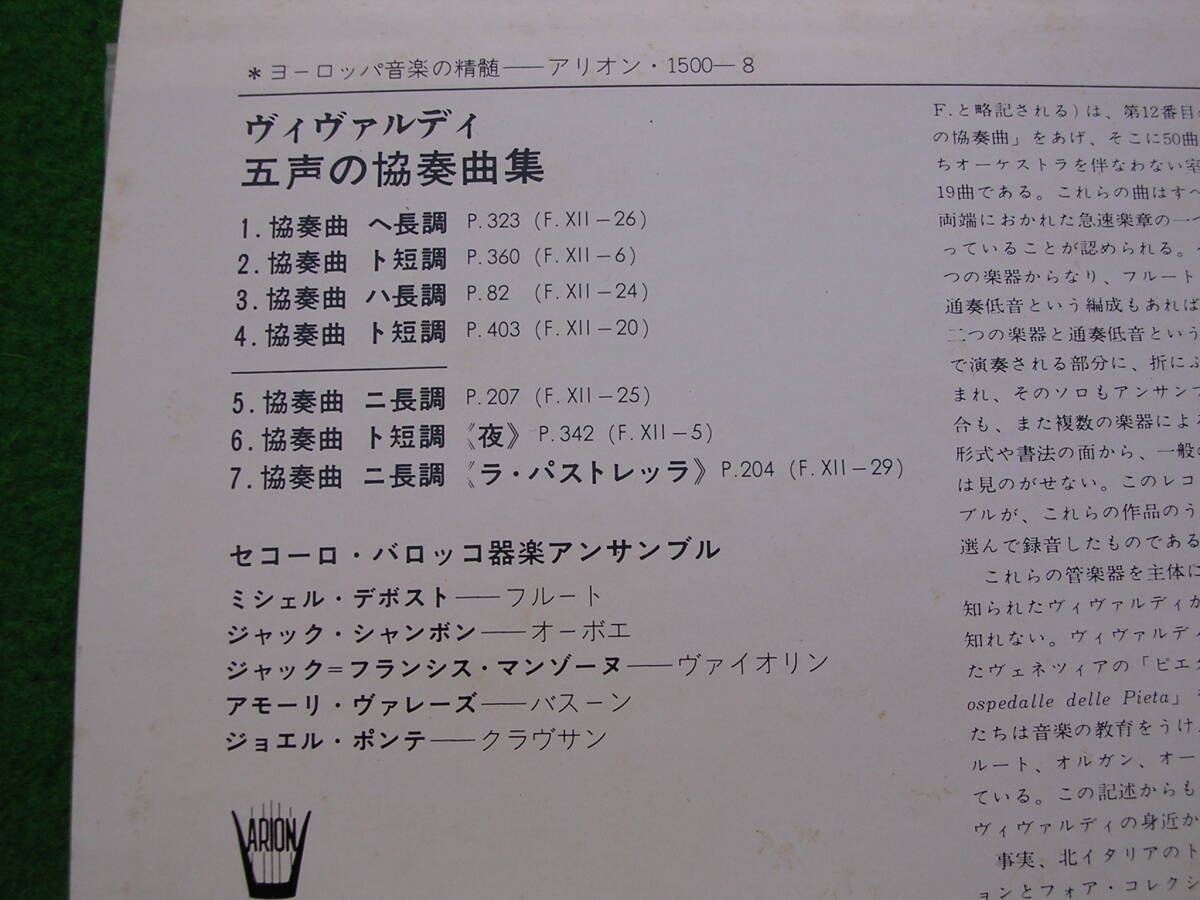 *ヨーロッパ音楽の精髄——アリオン・1500—8
ヴィヴァルディ
五声の協奏曲集
1.協奏曲 ヘ長調 P.323 (F.XII－26)
2.協奏曲 ト短調 P.360 (F.XII－6)
3.協奏曲 ハ長調 P.82 (F.XII－24)
4.協奏曲 ト短調 P.403 (F.XII－20)
5.協奏曲 ニ長調 P.207 (F.XII－25)
6.協奏曲 ト短調《夜》 P.342 (F.XII－5)
7.協奏曲 ニ長調《ラ・パストレッラ》 P.204 (F.XII－29)
セコーロ・バロッコ器楽アンサンブル
ミシェル・デボスト——フルート
ジャック・シャンボン——オーボエ
ジャック＝フランシス・マンゾーヌ——ヴァイオリン
アモーリ・ヴァレーズ——バスーン
ジョエル・ポンテ——クラヴサン
ARION
F.と略記される)は、第12番目
の協奏曲」をあげ、そこに50曲
ちオーケストラを伴なわない室
19曲である。これらの曲はすべ
両端におかれた急速楽章の一つ
っていることが認められる。
つの楽器からなり、フルート
通奏低音という編成もあれば
二つの楽器と通奏低音という
で演奏される部分に、折にふ
まれ、そのソロもアンサンブ
合も、また複数の楽器による
形式や書法の面から、一般の
は見のがせない。このレコ
ブルが、これらの作品のう
選んで録音したものである
これらの管楽器を主体に
知られたヴィヴァルディが
知れない。ヴィヴァルディ
たヴェネツィアの「ピエタ
ospedalle delle Pieta」
たちは音楽の教育をうけ
ルート、オルガン、オー
ている。この記述からも
ヴィヴァルディの身近か
事実、北イタリアのト
ョンとフォア・コレクシ